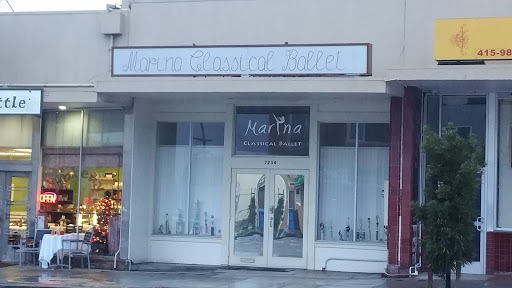 Marina Classical Ballet
415-98
ttle
Marina
CLASSICAL BALLET
2234
OPEN